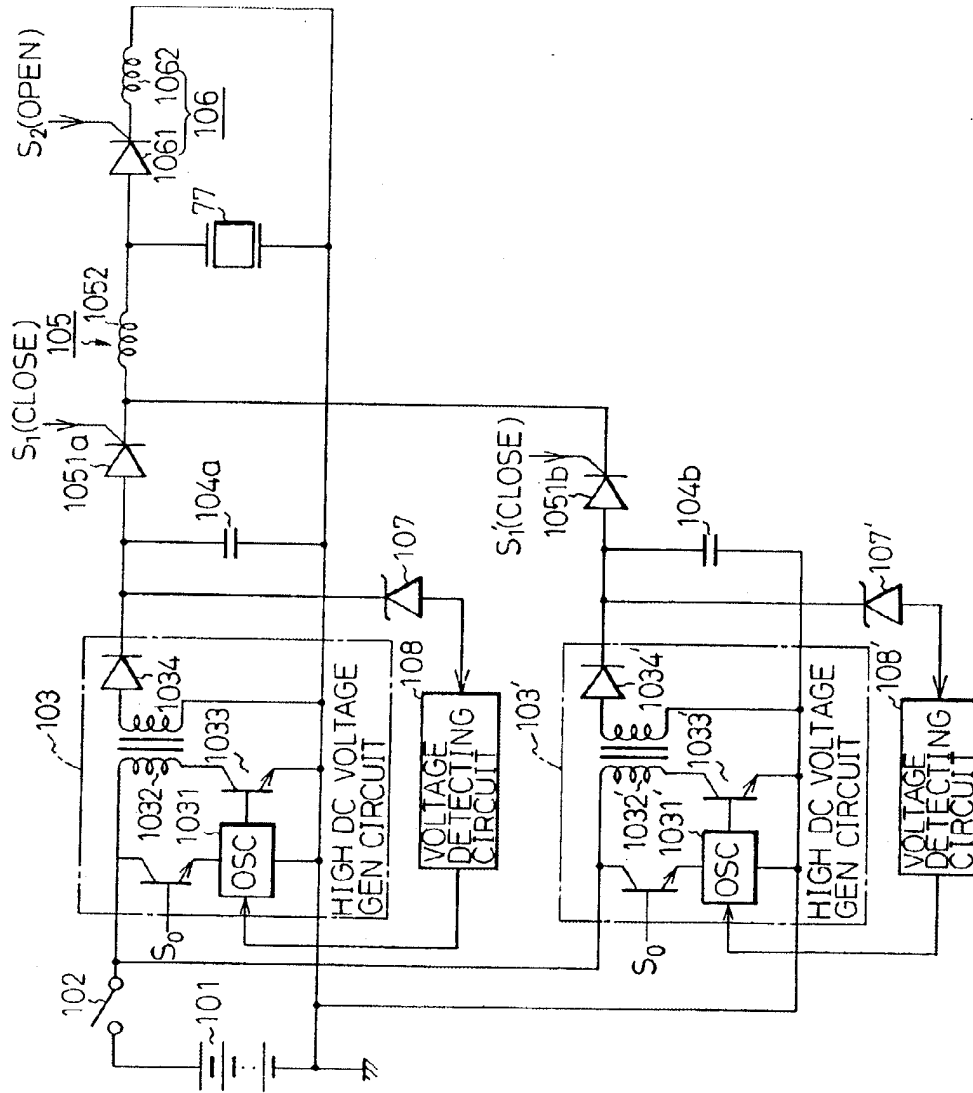 S1(CLOSE)
S2(OPEN)
105
1052
1051a
1061
1062
106
77
103
1034
104a
102
1032
1031
1033
107
OSC
S0
101
HIGH DC VOLTAGE
GEN CIRCUIT
108
VOLTAGE
DETECTING
CIRCUIT
S1'(CLOSE)
1051b
103'
1034'
104b
1032'
1031'
1033'
107'
OSC
S0
HIGH DC VOLTAGE
GEN CIRCUIT
108'
VOLTAGE
DETECTING
CIRCUIT